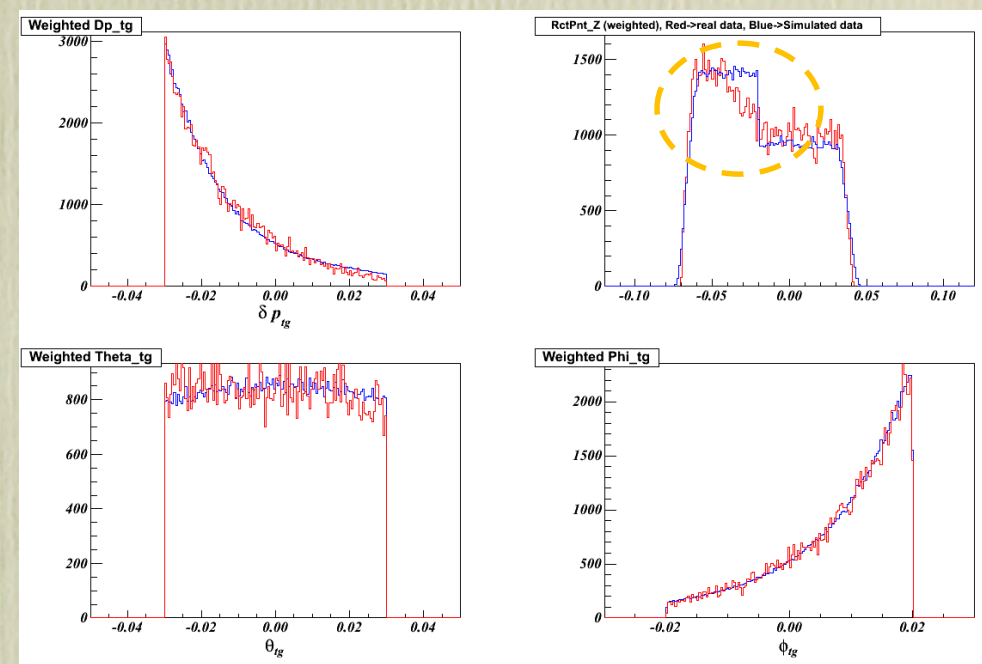 Weighted Dp_tg
3000
2000
1000
0
-0.04 -0.02 0.00 0.02 0.04
δ p_tg
RctPnt_Z (weighted), Red->real data, Blue->Simulated data
1500
1000
500
0
-0.10 -0.05 0.00 0.05 0.10
Weighted Theta_tg
800
600
400
200
0
-0.04 -0.02 0.00 0.02 0.04
θ_tg
Weighted Phi_tg
2000
1500
1000
500
0
-0.02 0.00 0.02
ϕ_tg